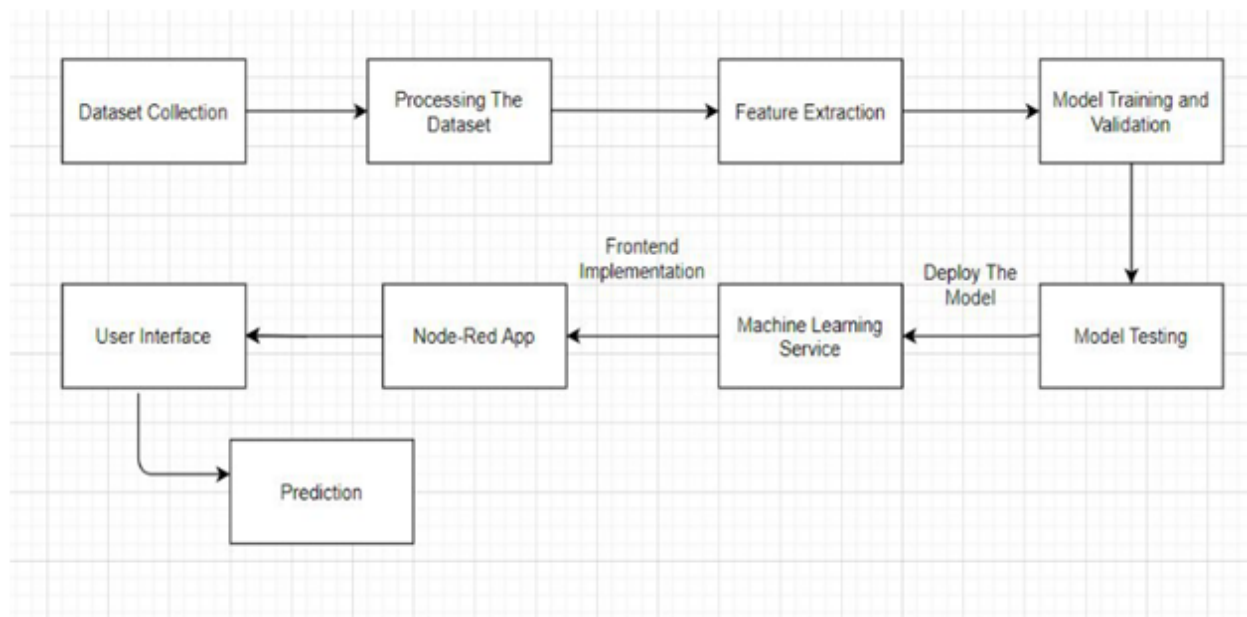 Dataset Collection
Processing The
Dataset
Feature Extraction
Model Training and
Validation
Frontend
Implementation
Deploy The
Model
User Interface
Node-Red App
Machine Learning
Service
Model Testing
Prediction